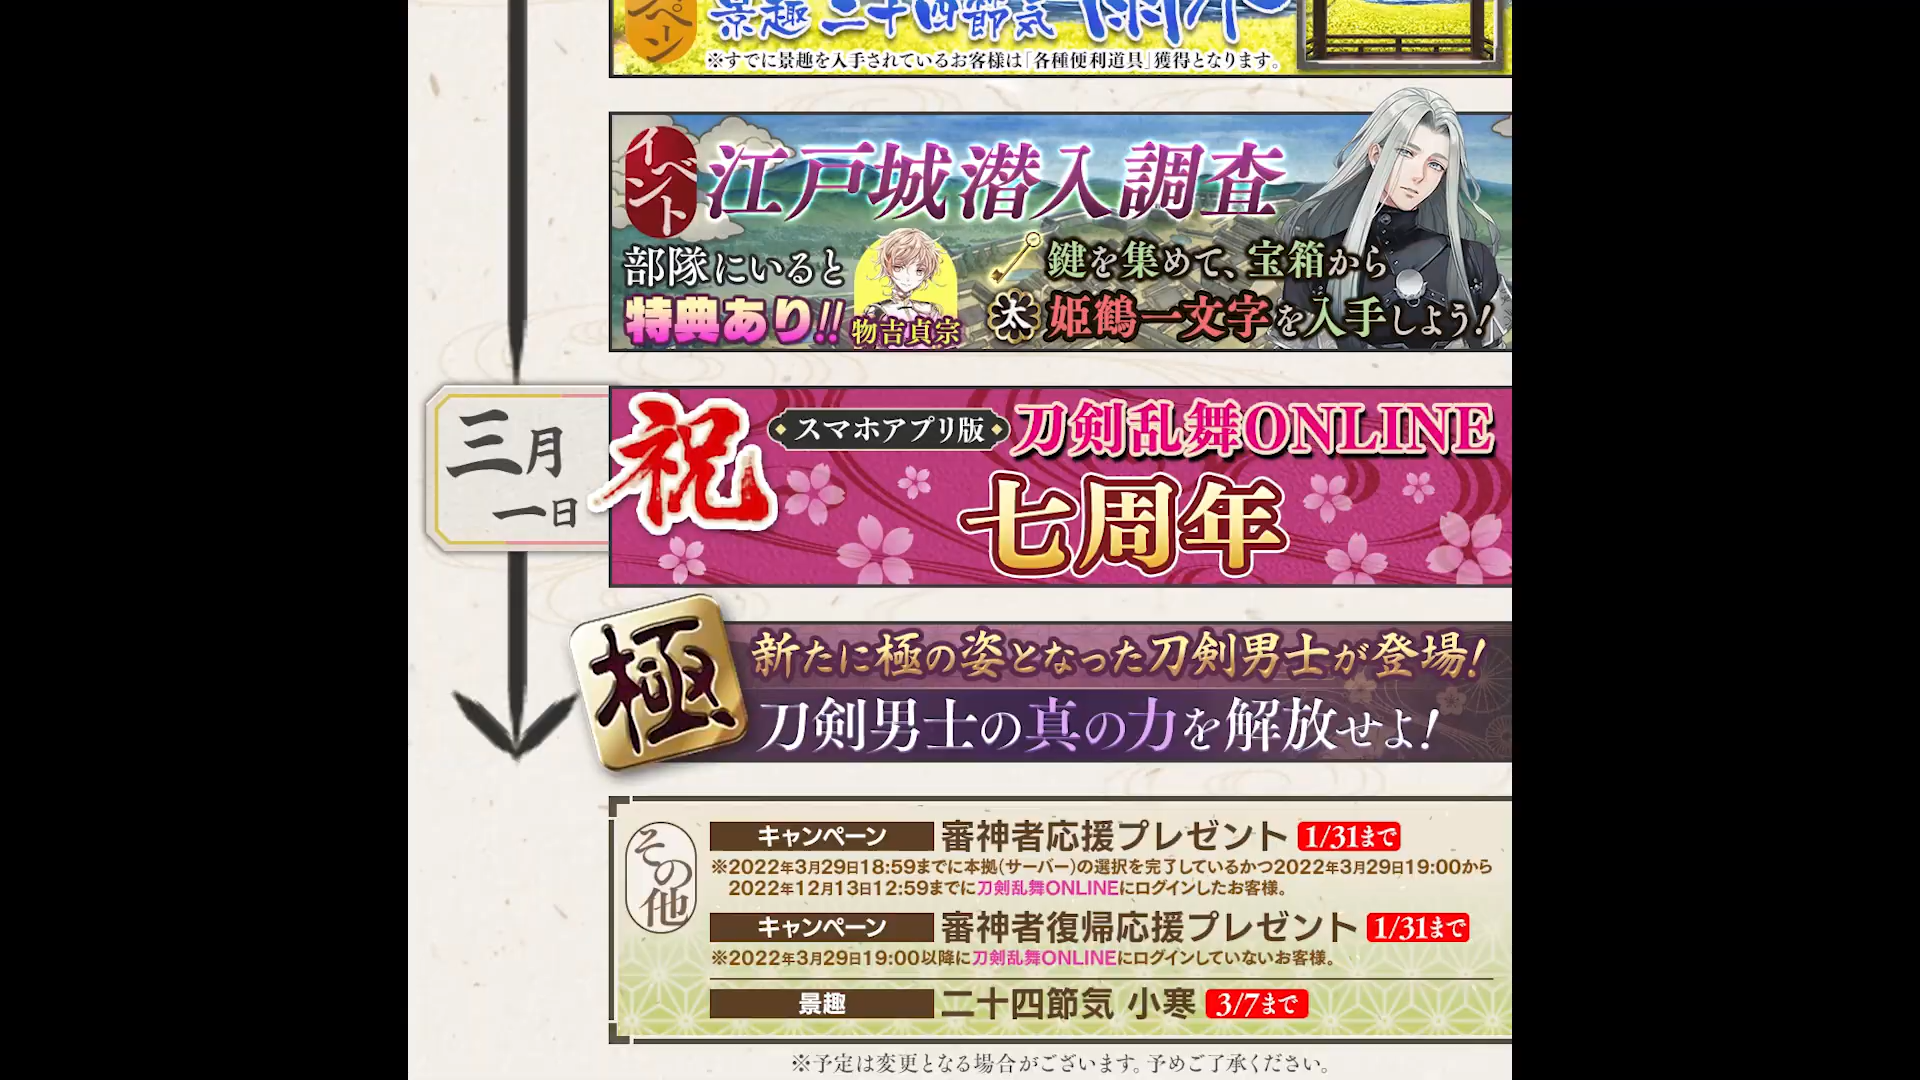 ペーン
景趣 二十四節気 雨水
※すでに景趣を入手されているお客様は「各種便利道具」獲得となります。
イベント
江戸城潜入調査
部隊にいると
特典あり!!
物吉貞宗
鍵を集めて、宝箱から
太 姫鶴一文字を入手しよう!
三月
一日
祝
スマホアプリ版 刀剣乱舞ONLINE
七周年
極
新たに極の姿となった刀剣男士が登場!
刀剣男士の真の力を解放せよ!
その他
キャンペーン 審神者応援プレゼント 1/31まで
※2022年3月29日18:59までに本拠(サーバー)の選択を完了しているかつ2022年3月29日19:00から
2022年12月13日12:59までに刀剣乱舞ONLINEにログインしたお客様。
キャンペーン 審神者復帰応援プレゼント 1/31まで
※2022年3月29日19:00以降に刀剣乱舞ONLINEにログインしていないお客様。
景趣 二十四節気 小寒 3/7まで
※予定は変更となる場合がございます。予めご了承ください。